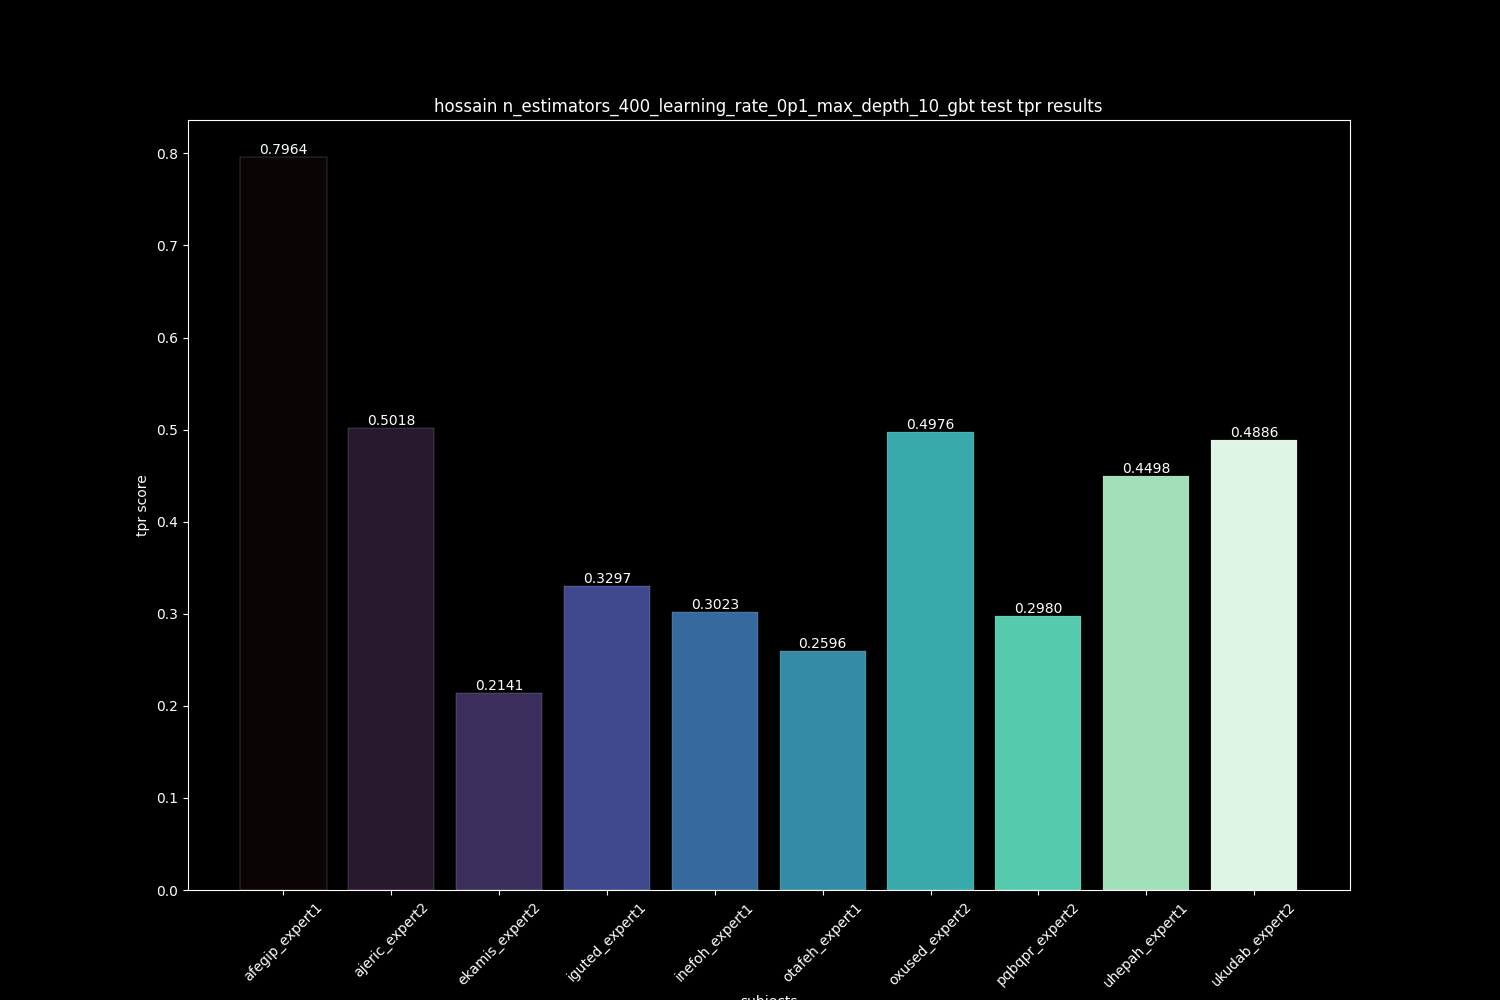 hossain n_estimators_400_learning_rate_0p1_max_depth_10_gbt test tpr results
0.8
0.7
0.6
0.5
0.4
0.3
0.2
0.1
0.0
tpr score
0.7964
0.5018
0.2141
0.3297
0.3023
0.2596
0.4976
0.2980
0.4498
0.4886
afegip_expert1
ajeric_expert2
ekamis_expert2
iguted_expert1
inefoh_expert1
otafeh_expert1
oxused_expert2
pqbqpr_expert2
uhepah_expert1
ukudab_expert2
subjects